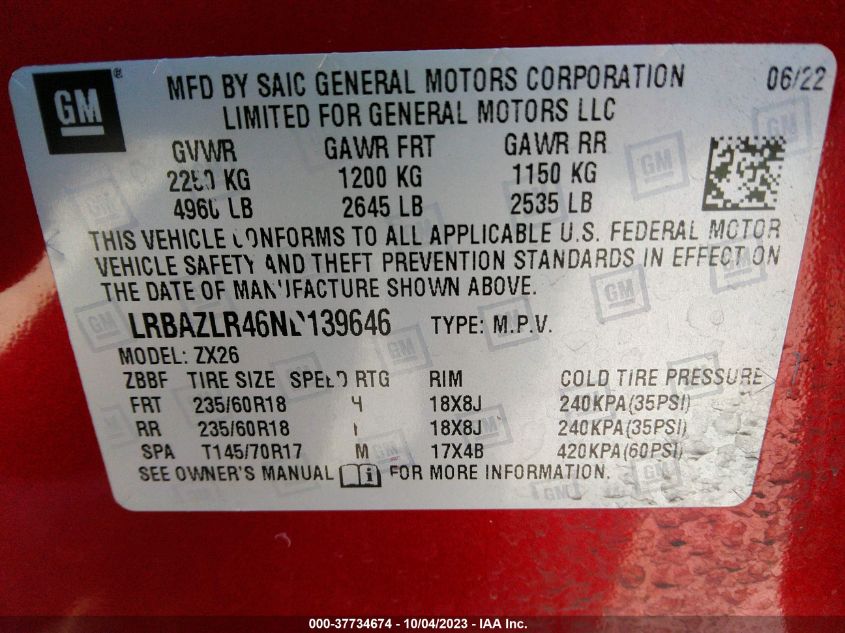 GM ®
MFD BY SAIC GENERAL MOTORS CORPORATION 06/22
LIMITED FOR GENERAL MOTORS LLC
GVWR GAWR FRT GAWR RR
2250 KG 1200 KG 1150 KG
4960 LB 2645 LB 2535 LB
THIS VEHICLE CONFORMS TO ALL APPLICABLE U.S. FEDERAL MOTOR
VEHICLE SAFETY AND THEFT PREVENTION STANDARDS IN EFFECT ON
THE DATE OF MANUFACTURE SHOWN ABOVE.
LRBAZLR46ND139646 TYPE: M.P.V.
MODEL: ZX26
ZBBF TIRE SIZE SPEED RTG RIM COLD TIRE PRESSURE
FRT 235/60R18 H 18X8J 240KPA(35PSI)
RR 235/60R18 18X8J 240KPA(35PSI)
SPA T145/70R17 M 17X4B 420KPA(60PSI)
SEE OWNER'S MANUAL FOR MORE INFORMATION.
000-37734674 - 10/04/2023 - IAA Inc.